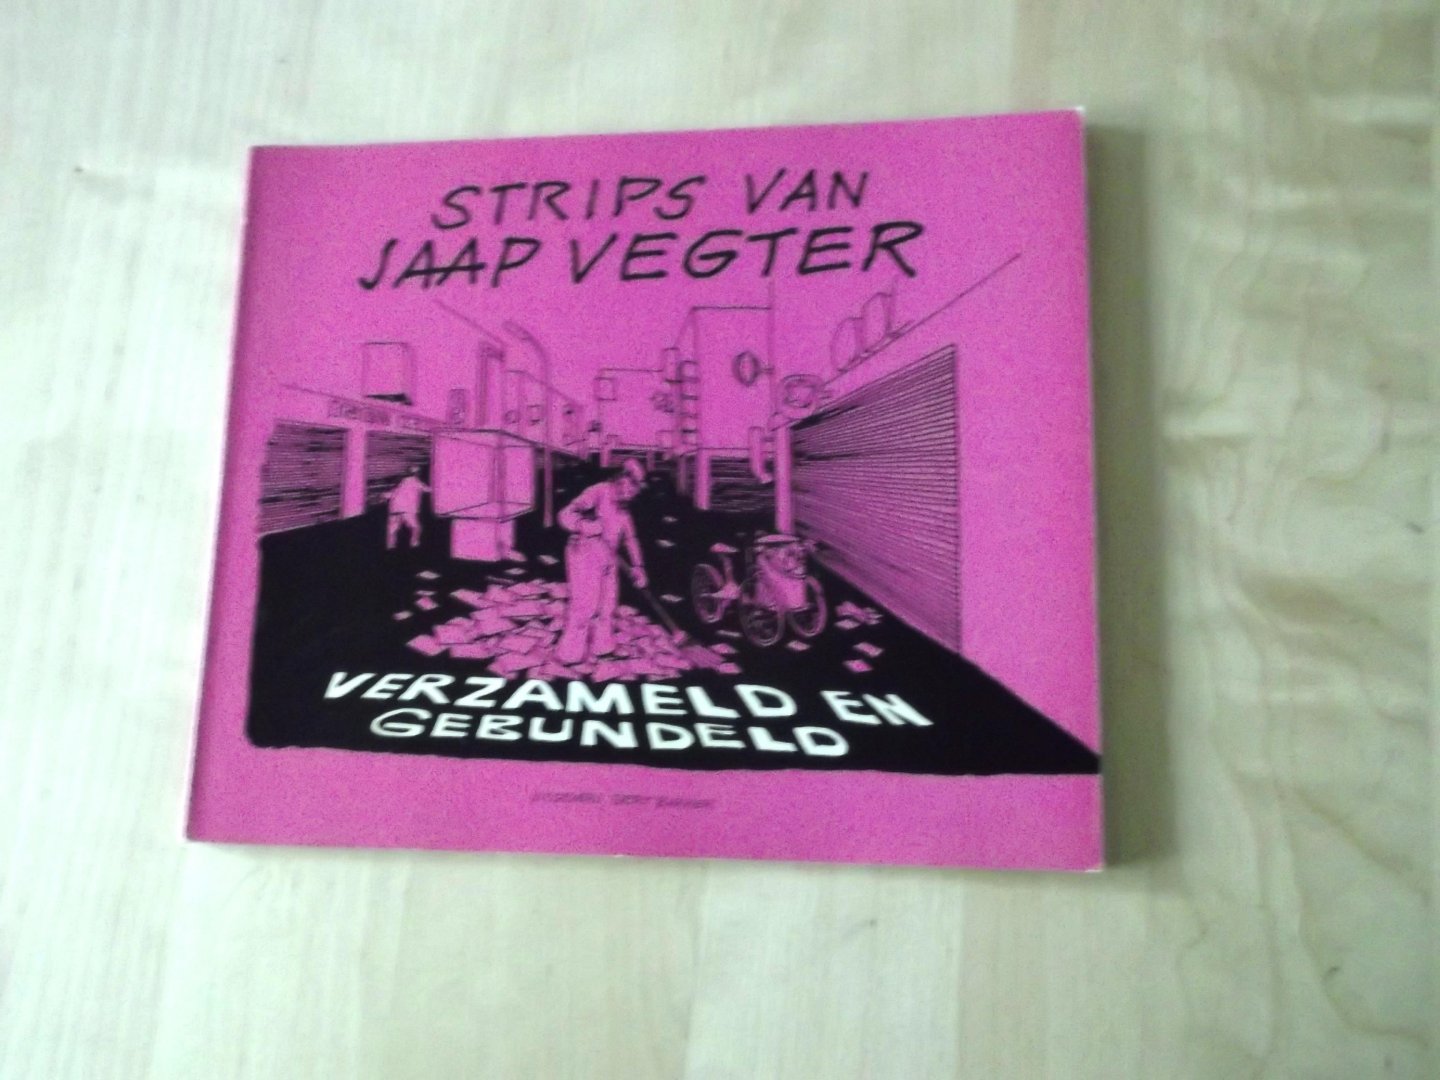 STRIPS VAN
JAAP VEGTER
VERZAMELD EN
GEBUNDELD